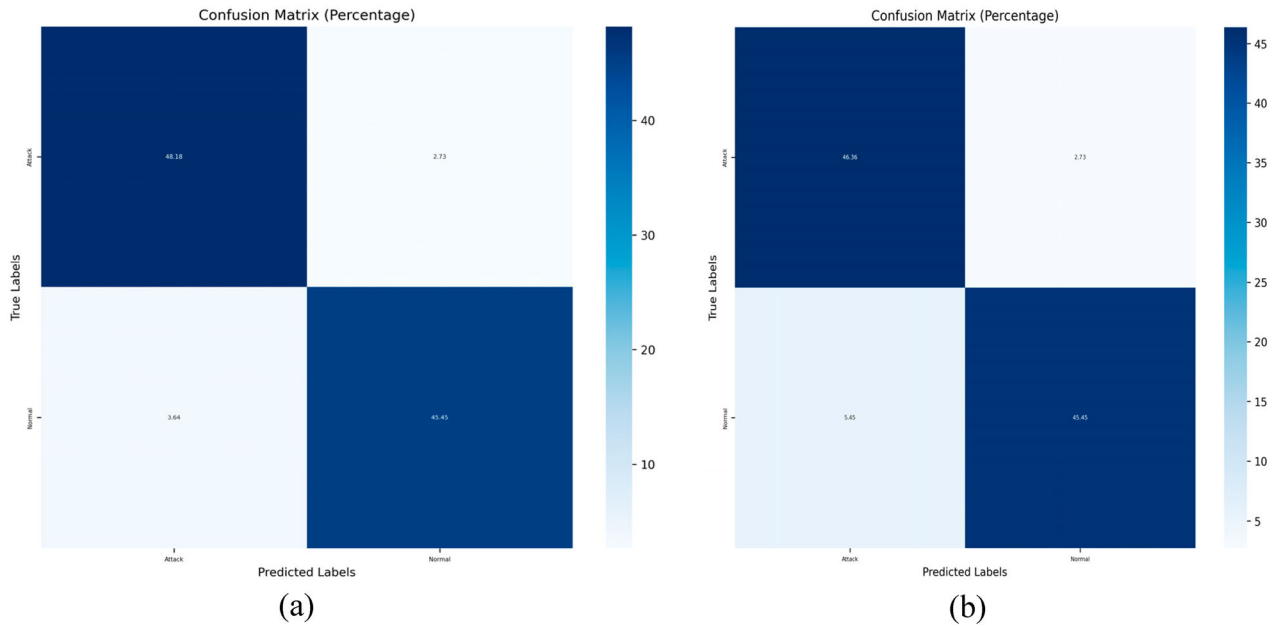 Confusion Matrix (Percentage)
Attack
48.18
2.73
40
30
True Labels
20
Normal
3.64
45.45
10
Attack
Normal
Predicted Labels
(a)
Confusion Matrix (Percentage)
45
Attack
46.36
2.73
40
35
30
True Labels
25
20
15
Normal
5.45
45.45
10
5
Attack
Normal
Predicted Labels
(b)